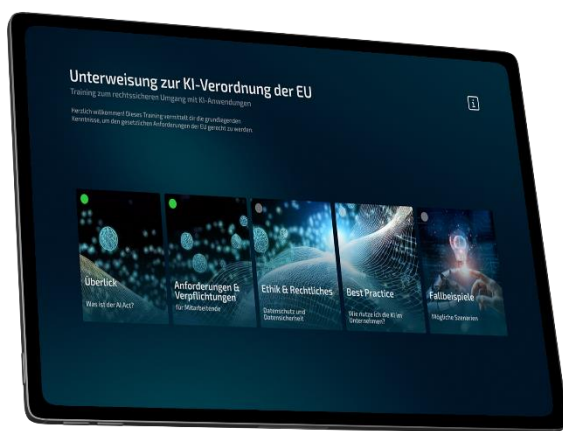 Unterweisung zur KI-Verordnung der EU
Training zum rechtssicheren Umgang mit KI-Anwendungen
Herzlich willkommen! Dieses Training vermittelt dir die grundlegenden
Kenntnisse, um den gesetzlichen Anforderungen der EU gerecht zu werden.
i
Überlick
Was ist der AI Act?
Anforderungen &
Verpflichtungen
für Mitarbeitende
Ethik & Rechtliches
Datenschutz und
Datensicherheit
Best Practice
Wie nutze ich die KI im
Unternehmen?
Fallbeispiele
Mögliche Szenarien